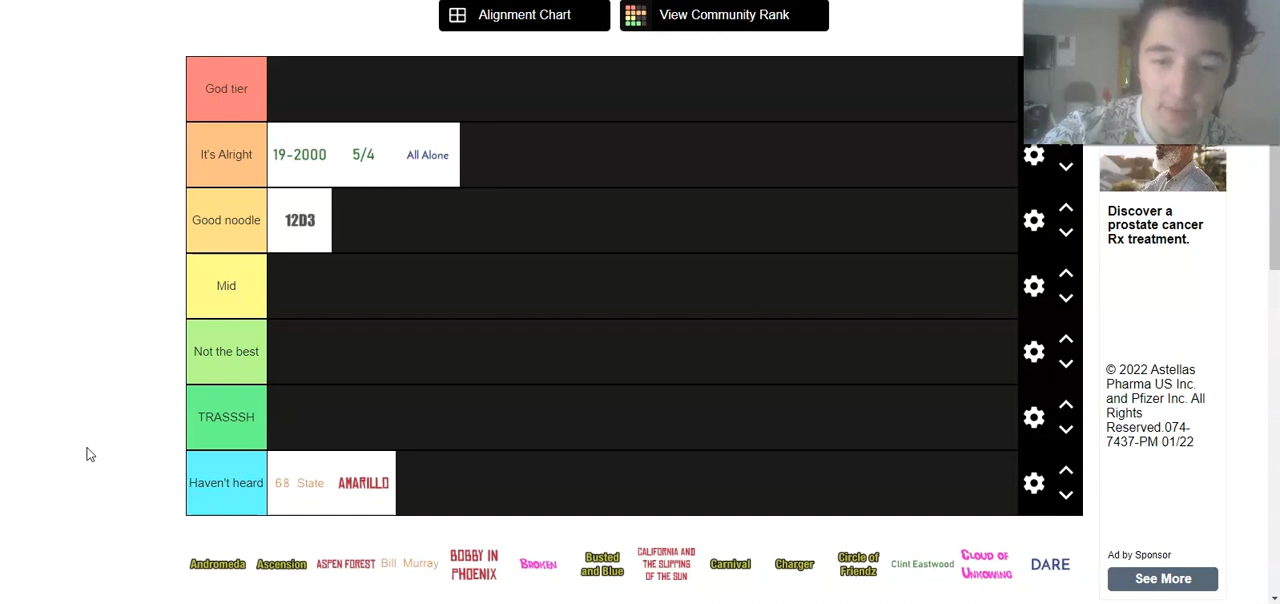 Alignment Chart
View Community Rank
God tier
It's Alright
19-2000
5/4
All Alone
Good noodle
12D3
Mid
Not the best
TRASSSH
Haven't heard
68 State
AMARILLO
Andromeda
Ascension
ASPEN FOREST
Bill Murray
BOBBY IN
PHOENIX
BROKEN
Busted
and Blue
CALIFORNIA AND
THE SLIPPING
OF THE SUN
Carnival
Charger
Circle of
Friendz
Clint Eastwood
CLOUD OF
UNKOWING
DARE
Discover a
prostate cancer
Rx treatment.
© 2022 Astellas
Pharma US Inc.
and Pfizer Inc. All
Rights
Reserved.074-
7437-PM 01/22
Ad by Sponsor
See More